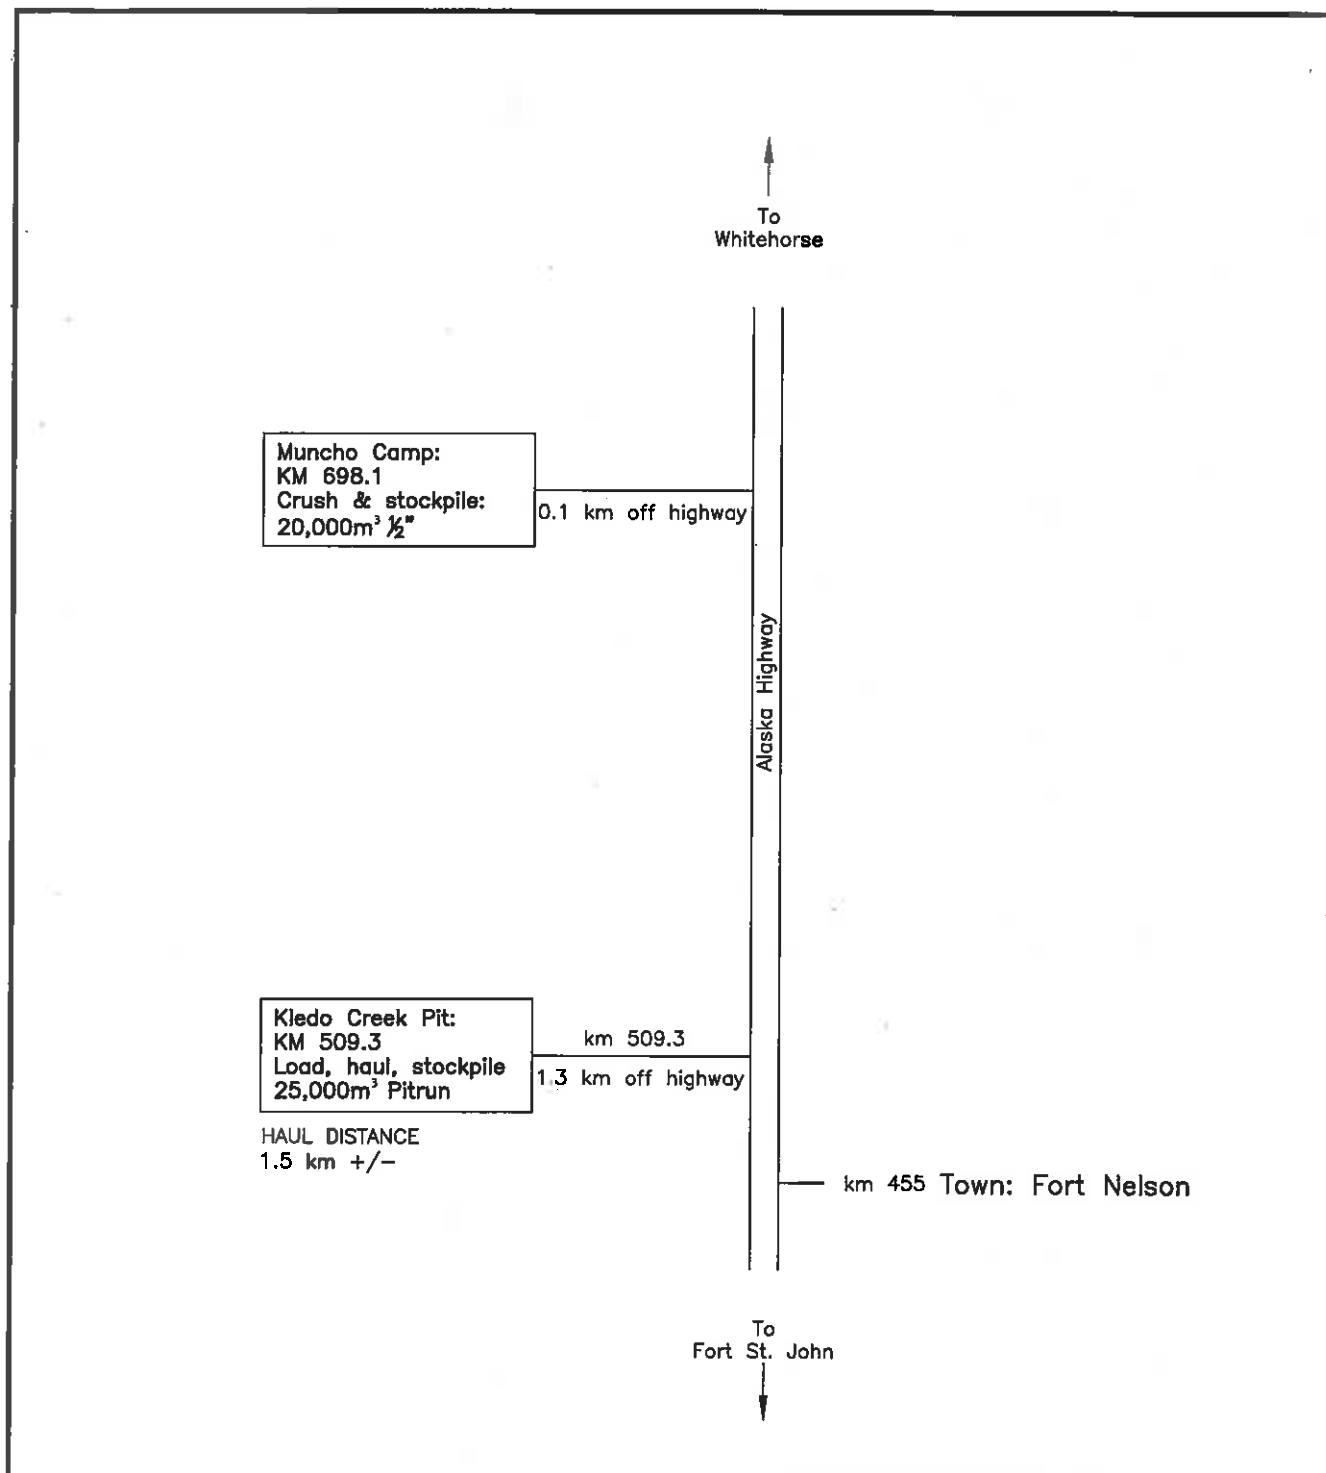 To
Whitehorse
Muncho Camp:
KM 698.1
Crush & stockpile:
20,000m³ ½"
0.1 km off highway
Alaska Highway
Kledo Creek Pit:
KM 509.3
Load, haul, stockpile
25,000m³ Pitrun
km 509.3
1.3 km off highway
HAUL DISTANCE
1.5 km +/-
km 455 Town: Fort Nelson
To
Fort St. John